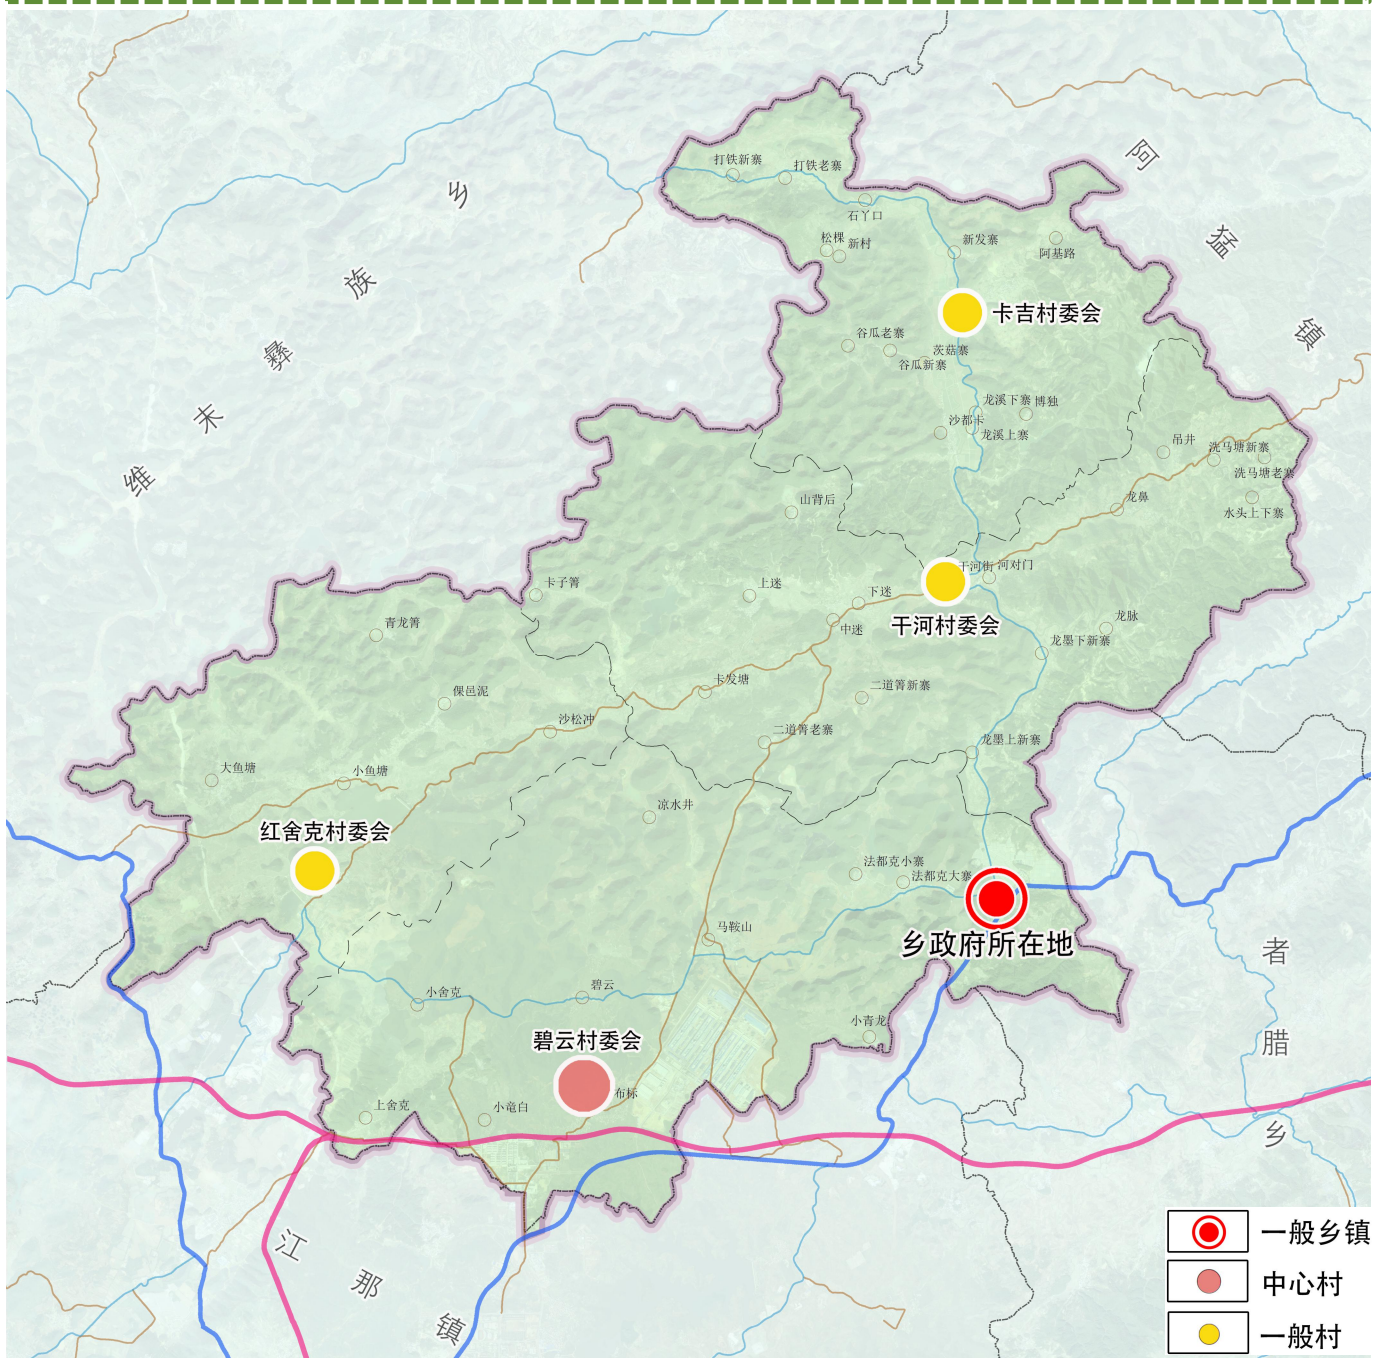 阿猛镇
维末彝族乡
打铁新寨
打铁老寨
石丫口
松棵
新村
新发寨
阿基路
卡吉村委会
谷瓜老寨
谷瓜新寨
茨菇寨
龙溪下寨
博独
沙都卡
龙溪上寨
吊井
洗马塘新寨
洗马塘老寨
水头上下寨
龙鼻
山背后
干河街
河对门
卡子箐
上迷
下迷
中迷
干河村委会
龙脉
龙墨下新寨
青龙箐
保邑泥
卡发塘
二道箐新寨
沙松冲
二道箐老寨
龙墨上新寨
大鱼塘
小鱼塘
凉水井
红舍克村委会
法都克小寨
法都克大寨
马鞍山
乡政府所在地
者腊乡
小舍克
碧云
小青龙
碧云村委会
布标
上舍克
小竜白
江那镇
一般乡镇
中心村
一般村